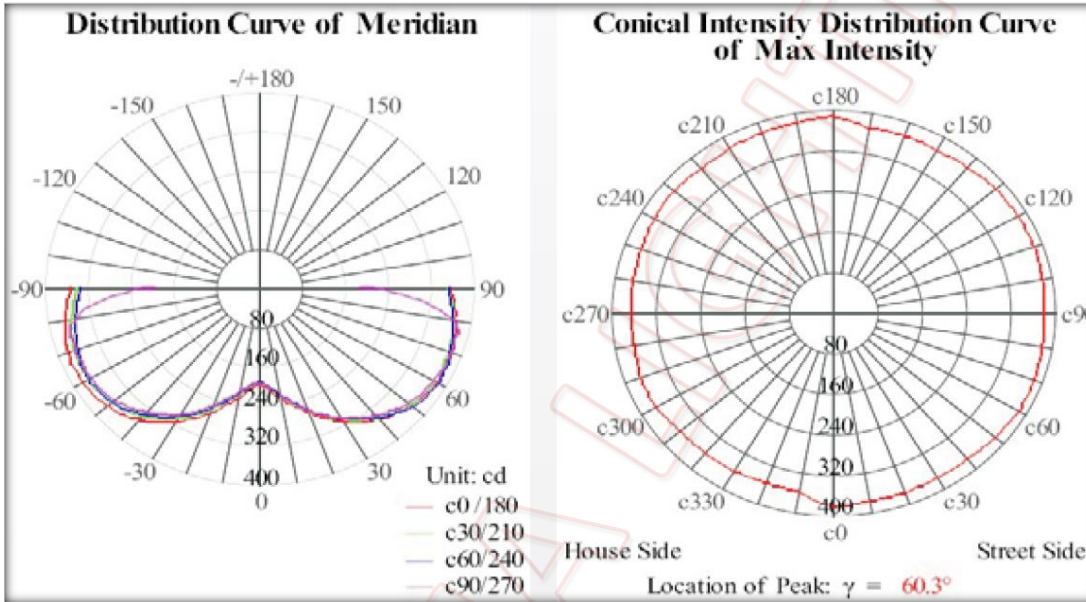 Distribution Curve of Meridian
-/+180
-150
150
-120
120
-90
90
80
160
-60
60
240
320
-30
30
400
0
Unit: cd
c0/180
c30/210
c60/240
c90/270
Conical Intensity Distribution Curve
of Max Intensity
c180
c210
c150
c240
c120
c270
c9
80
160
c300
c60
240
320
c330
c30
400
c0
House Side
Street Side
Location of Peak: γ = 60.3°